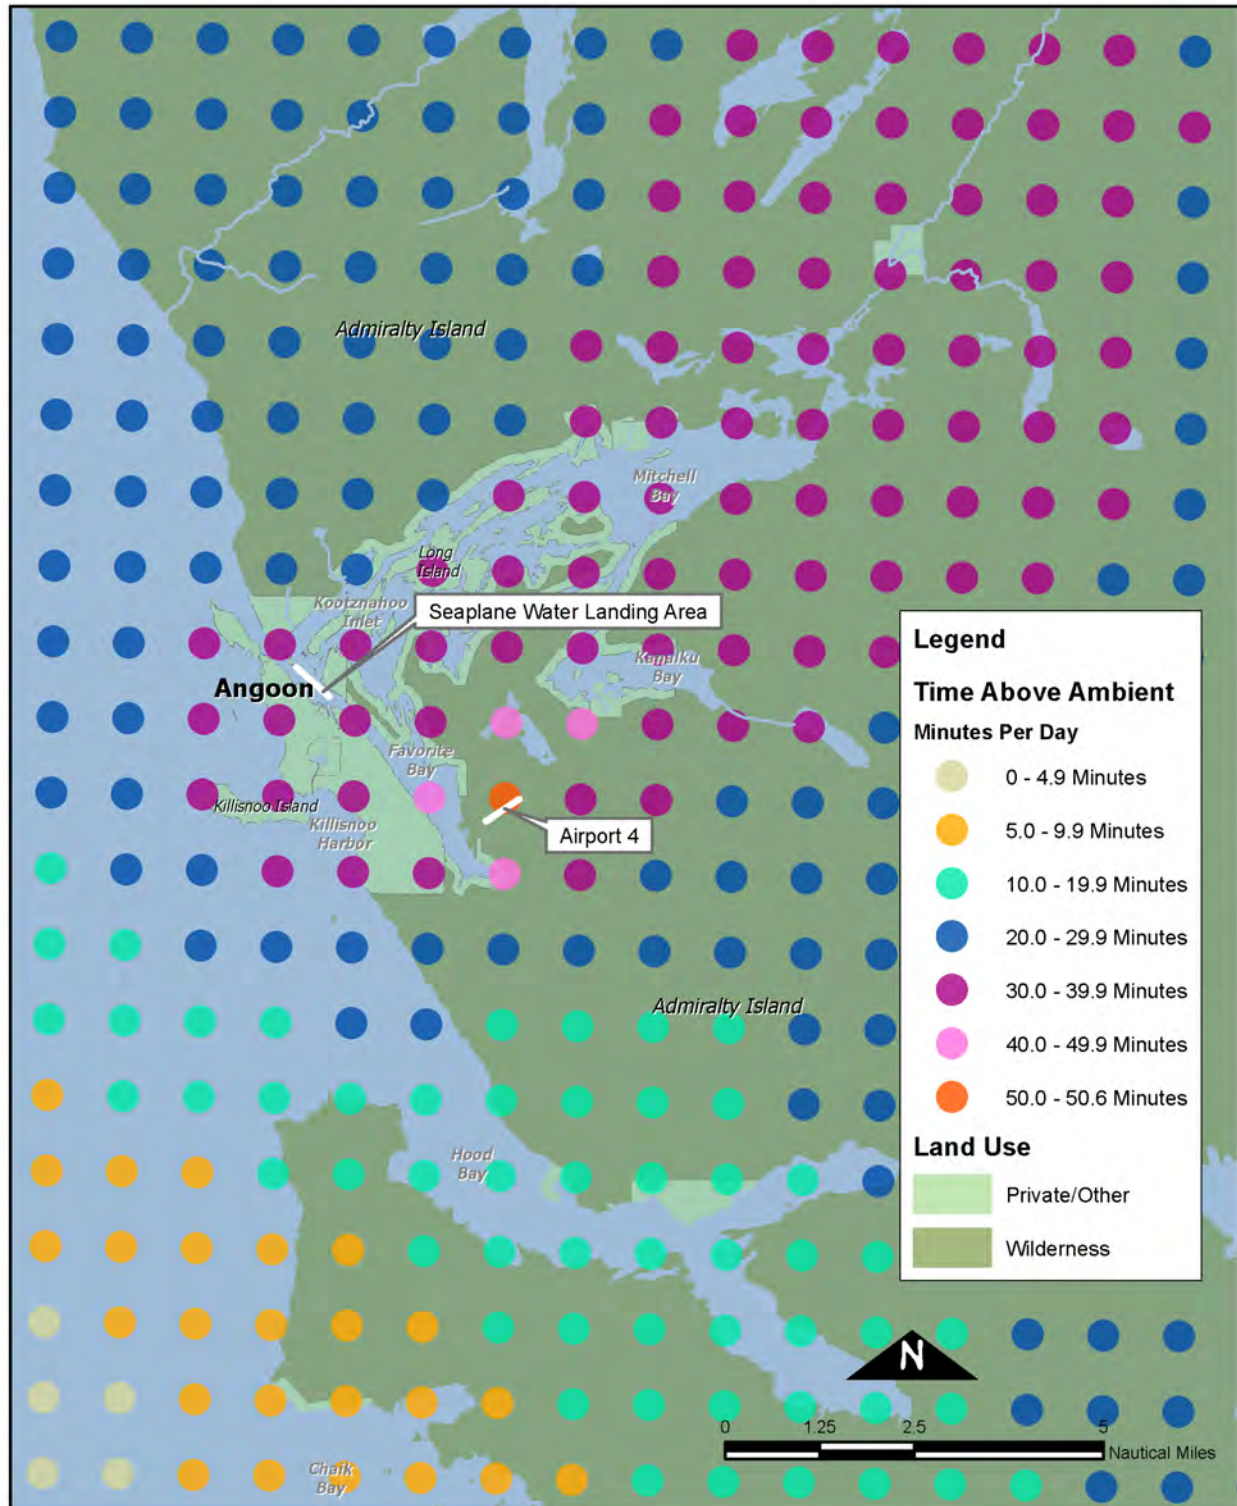 Admiralty Island
Mitchell
Bay
Long
Island
Kootznahoo
Inlet
Seaplane Water Landing Area
Kanalku
Bay
Angoon
Favorite
Bay
Killisnoo Island
Killisnoo
Harbor
Airport 4
Admiralty Island
Hood
Bay
Chaik
Bay
Legend
Time Above Ambient
Minutes Per Day
0 - 4.9 Minutes
5.0 - 9.9 Minutes
10.0 - 19.9 Minutes
20.0 - 29.9 Minutes
30.0 - 39.9 Minutes
40.0 - 49.9 Minutes
50.0 - 50.6 Minutes
Land Use
Private/Other
Wilderness
N
0 1.25 2.5 5
Nautical Miles